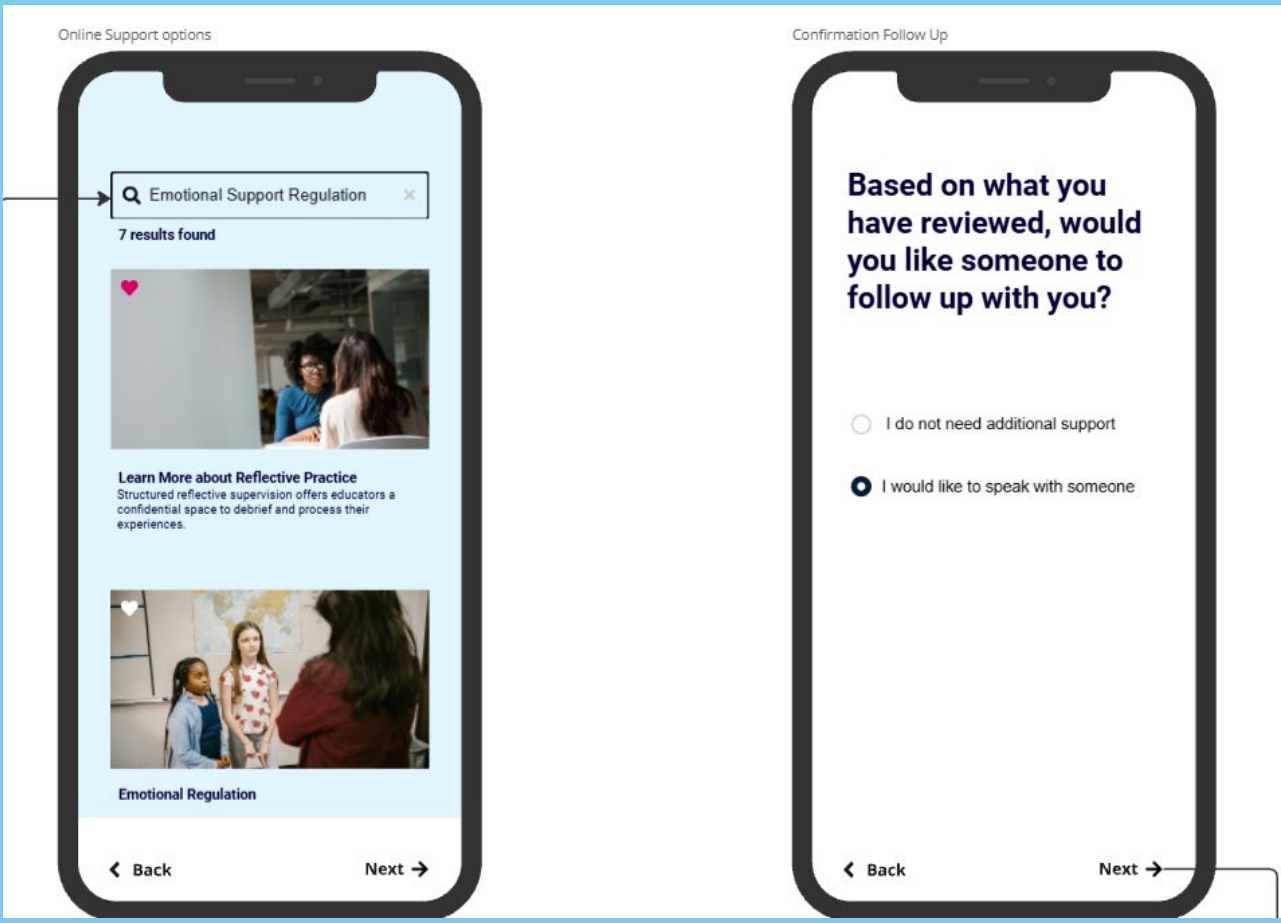 Online Support options
Emotional Support Regulation
7 results found
Learn More about Reflective Practice
Structured reflective supervision offers educators a
confidential space to debrief and process their
experiences.
Emotional Regulation
Back
Next
Confirmation Follow Up
Based on what you
have reviewed, would
you like someone to
follow up with you?
I do not need additional support
I would like to speak with someone
Back
Next